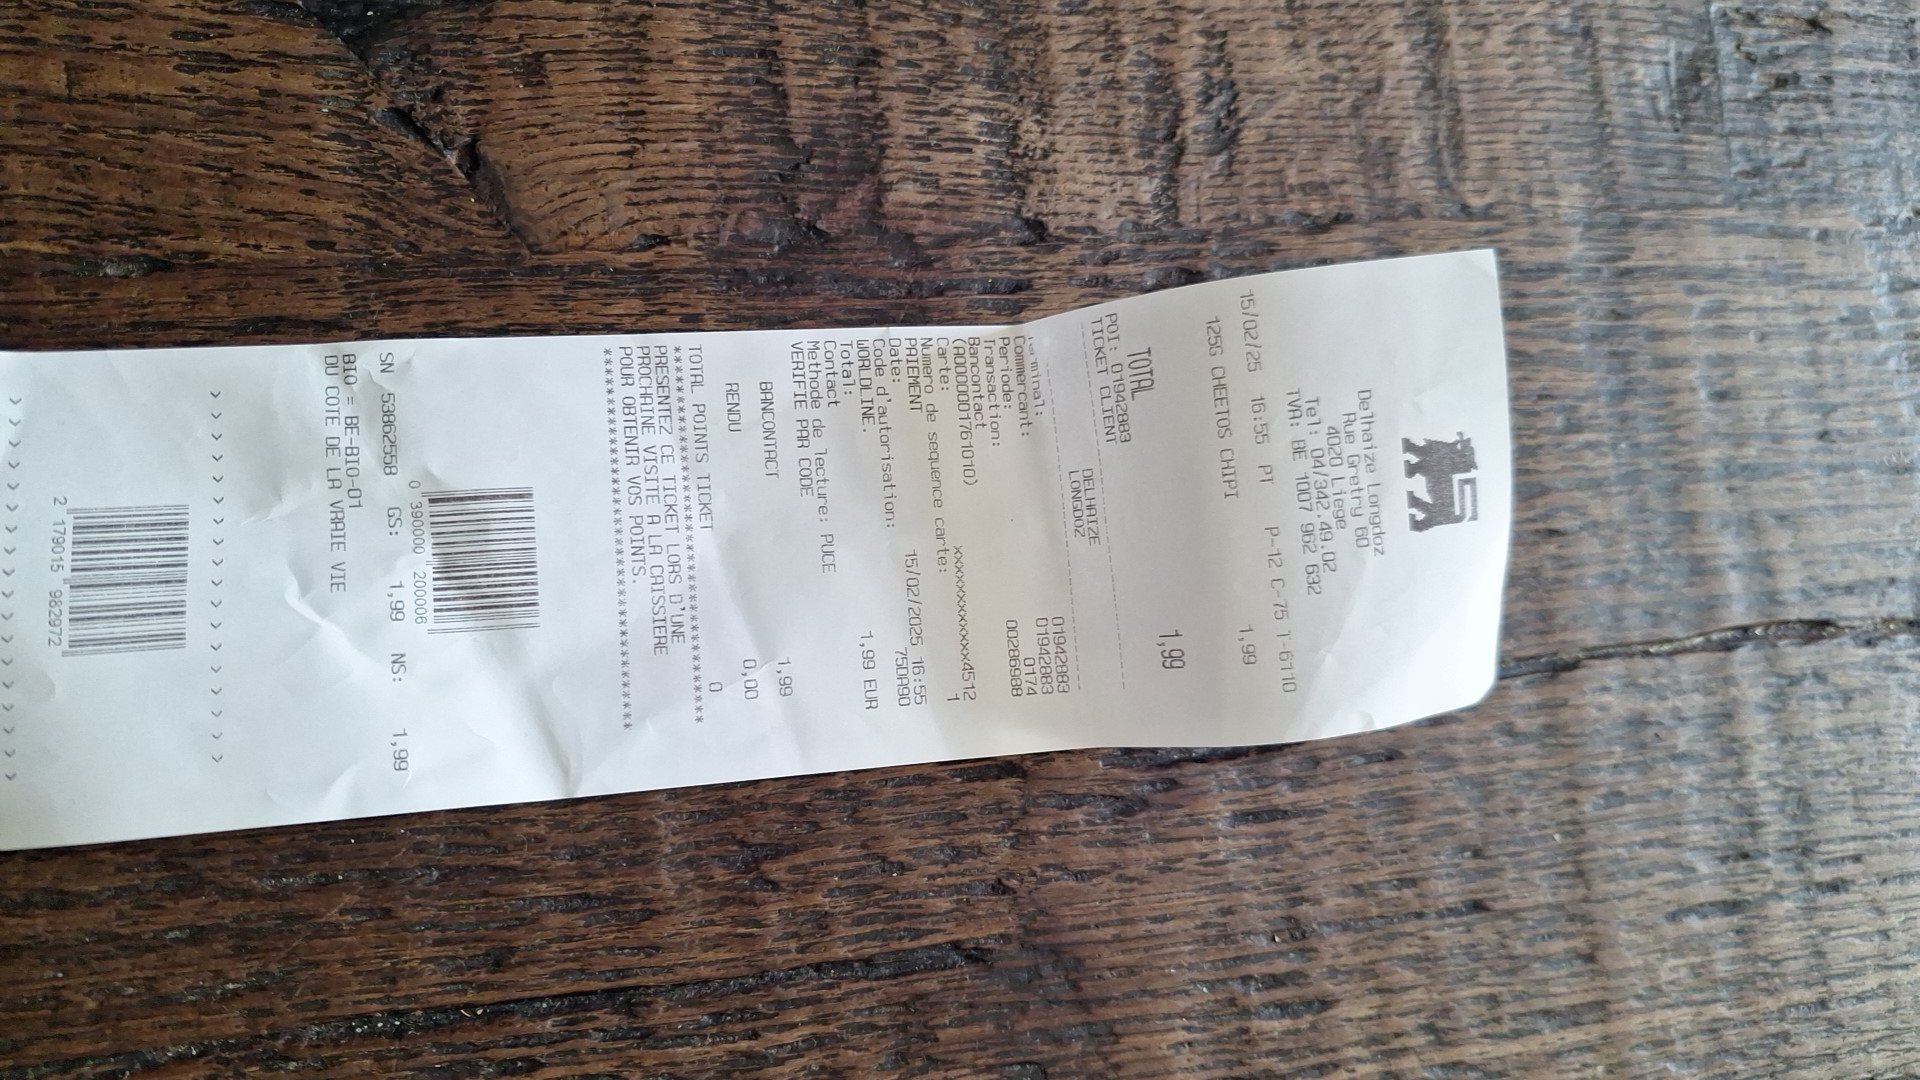 Delhaize Longdoz
Rue Gretry 60
4020 Liege
Tel: 04/342.49.02
TVA: BE 1007 962 632
15/02/25 16:55 PT P-12 C-75 T-6110
125G CHEETOS CHIPI 1,99
TOTAL 1,99
POI: 01942883
TICKET CLIENT
DELHAIZE
LONGDOZ
Terminal: 01942883
Commercant: 01942883
Periode: 0174
Transaction: 00286988
Bancontact
(A0000001761010)
Carte: xxxxxxxxxxxxxxx4512
Numero de sequence carte: 1
PAIEMENT
Date: 15/02/2025 16:55
Code d'autorisation: 75DA90
WORLDLINE.
Total: 1,99 EUR
Contact
Methode de lecture: PUCE
VERIFIE PAR CODE
BANCONTACT 1,99
RENDU 0,00
TOTAL POINTS TICKET 0
****************************************
PRESENTEZ CE TICKET LORS D'UNE
PROCHAINE VISITE A LA CAISSIERE
POUR OBTENIR VOS POINTS.
****************************************
0 390000 200006
SN 53862558 GS: 1,99 NS: 1,99
BIO = BE-BIO-01
DU COTE DE LA VRAIE VIE
> > > > > > > > > > > > > >
2 179015 982972
> > > > > > > > > > > > > >